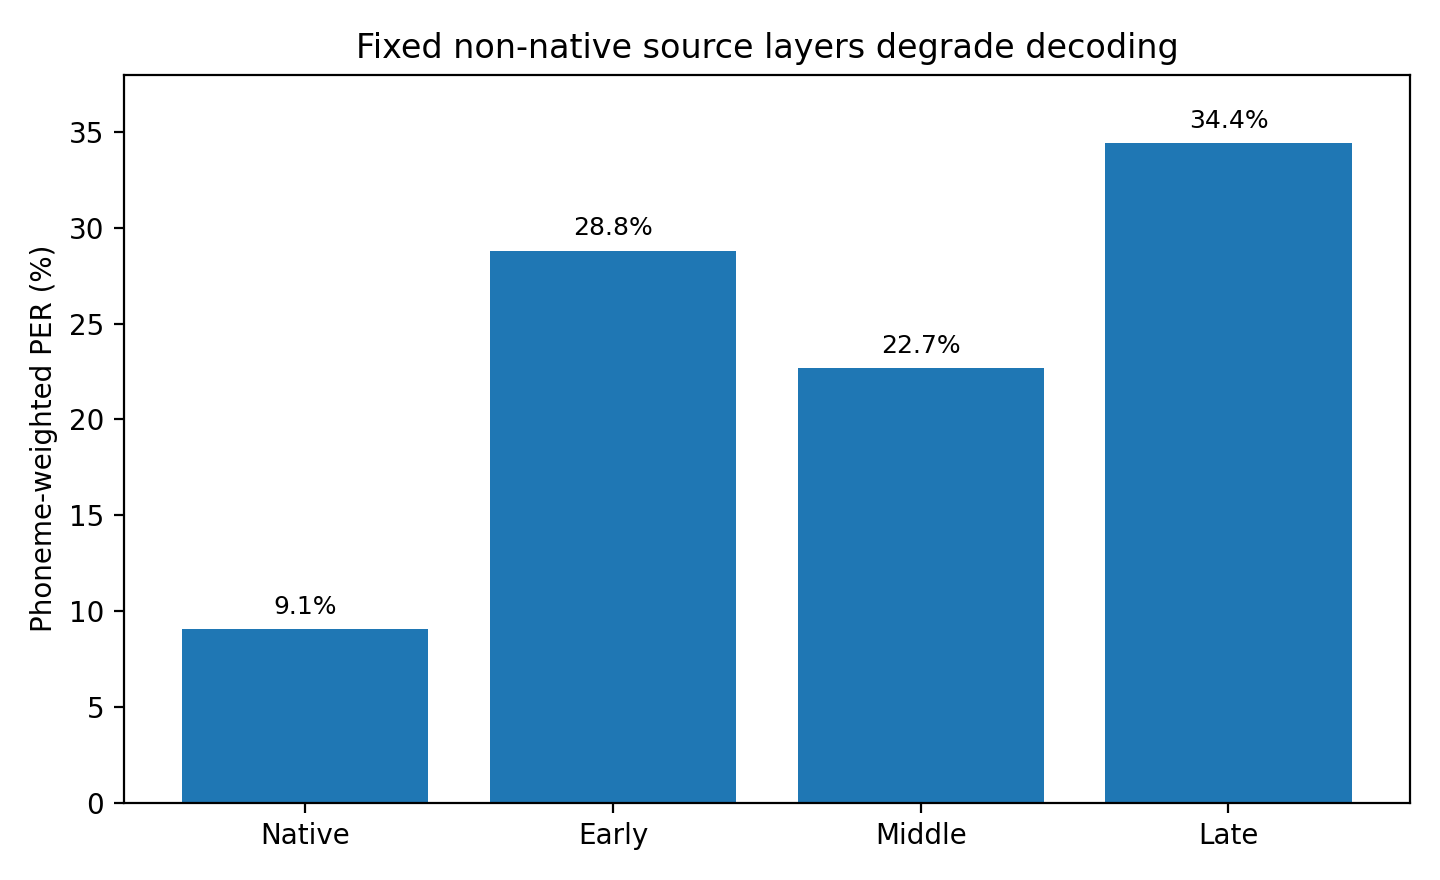 Fixed non-native source layers degrade decoding
Phoneme-weighted PER (%)
35
30
25
20
15
10
5
0
9.1%
28.8%
22.7%
34.4%
Native
Early
Middle
Late